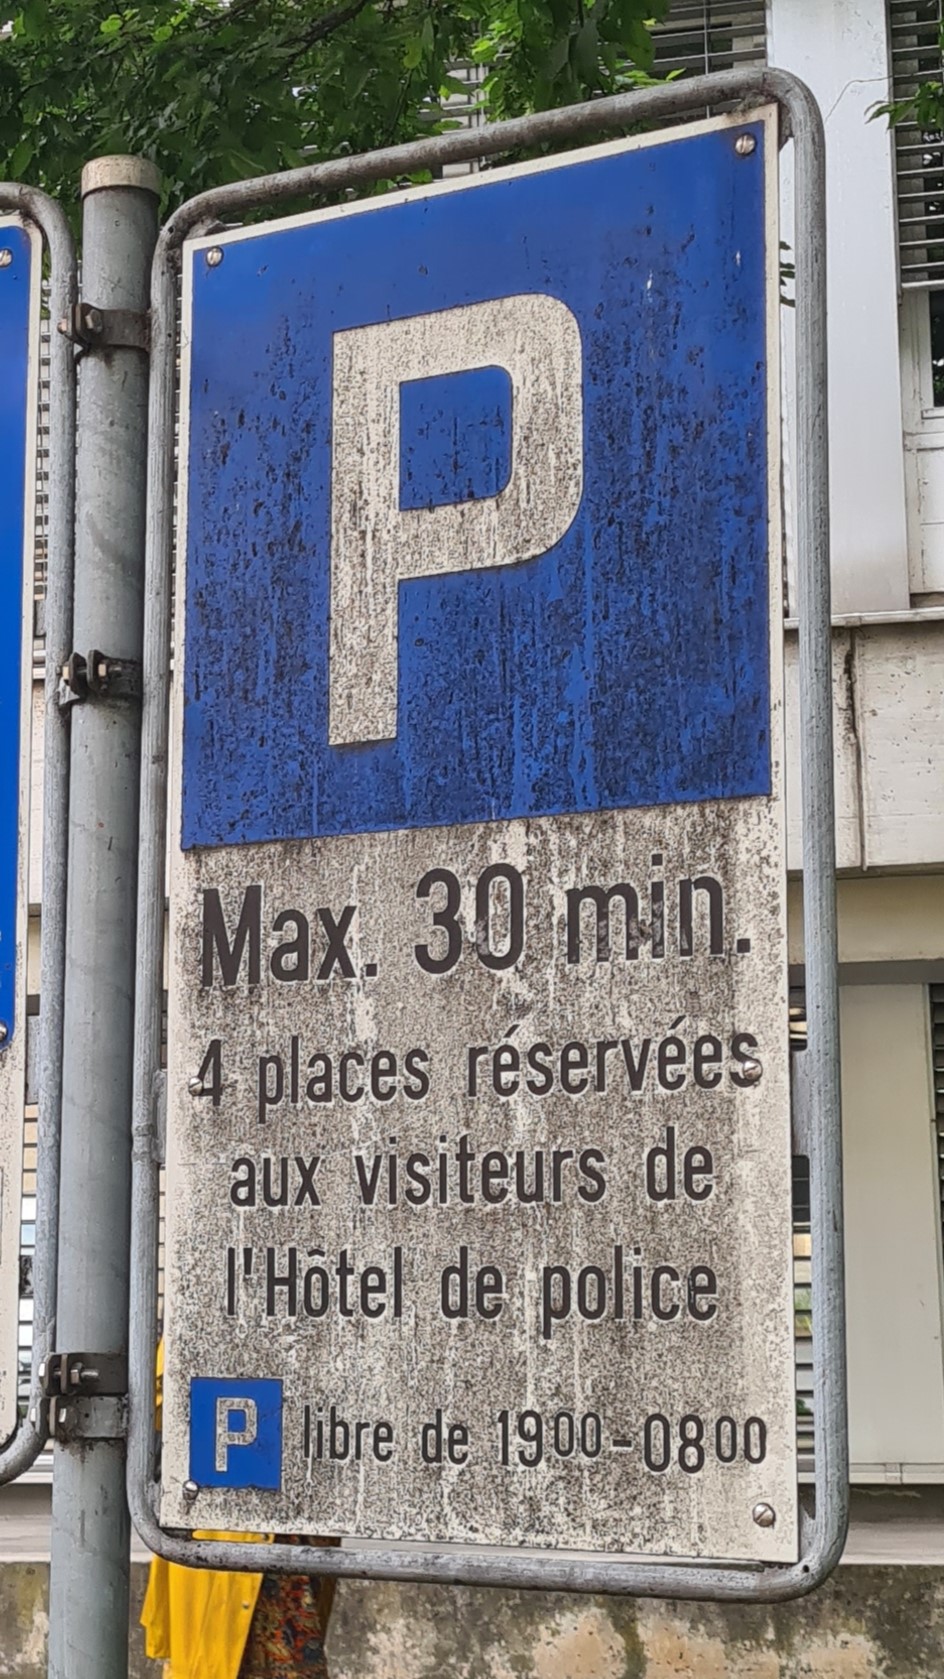 P
Max. 30 min.
4 places réservées
aux visiteurs de
l'Hôtel de police
P libre de 1900-0800